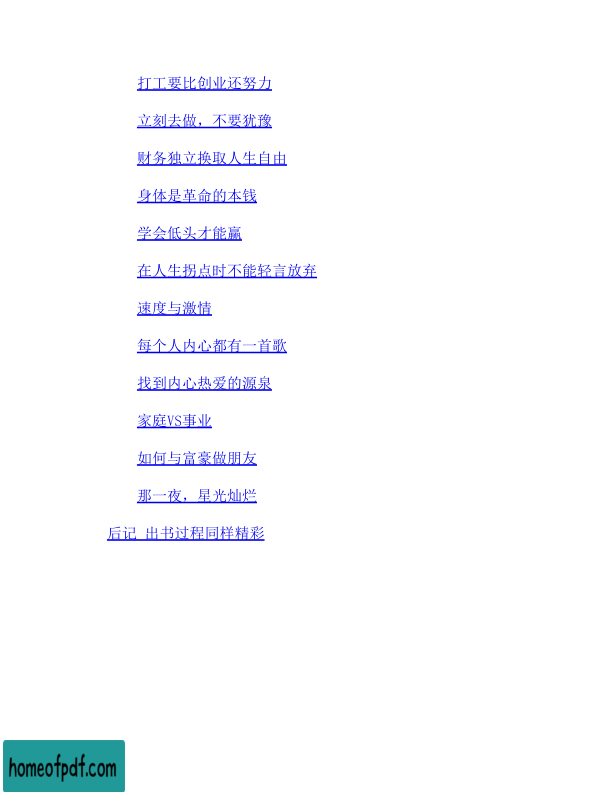 打工要比创业还努力
立刻去做，不要犹豫
财务独立换取人生自由
身体是革命的本钱
学会低头才能赢
在人生拐点时不能轻言放弃
速度与激情
每个人内心都有一首歌
找到内心热爱的源泉
家庭VS事业
如何与富豪做朋友
那一夜，星光灿烂
后记 出书过程同样精彩
homeofpdf.com